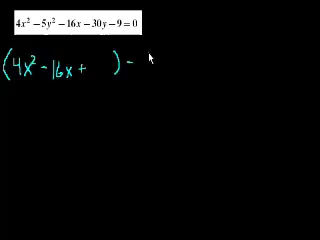 4x² − 5y² − 16x − 30y − 9 = 0
(4x² − 16x +    ) −